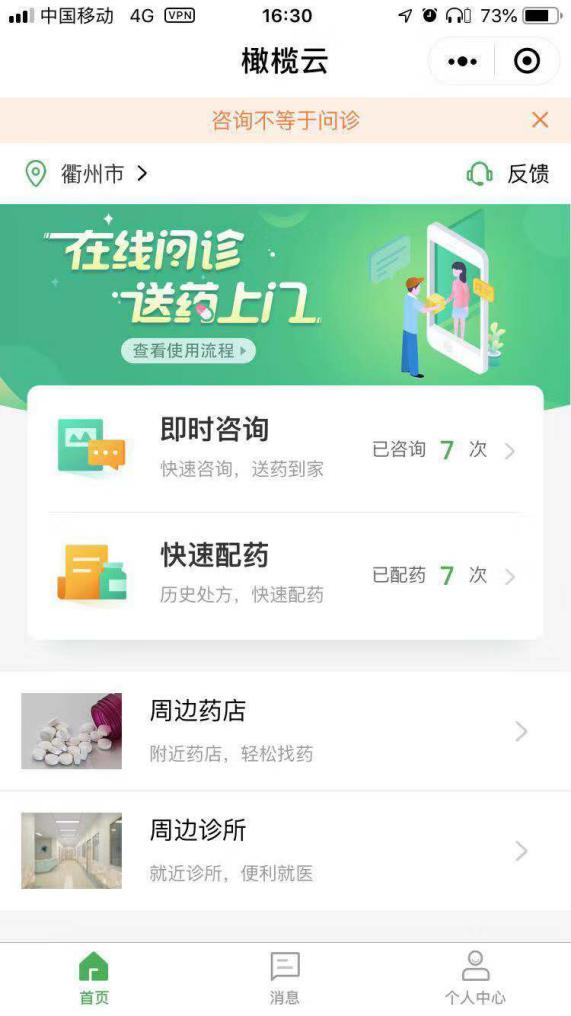 中国移动 4G VPN 16:30 73%
橄榄云
咨询不等于问诊
衢州市 反馈
在线问诊
送药上门
查看使用流程
即时咨询
快速咨询，送药到家
已咨询 7 次
快速配药
历史处方，快速配药
已配药 7 次
周边药店
附近药店，轻松找药
周边诊所
就近诊所，便利就医
首页 消息 个人中心